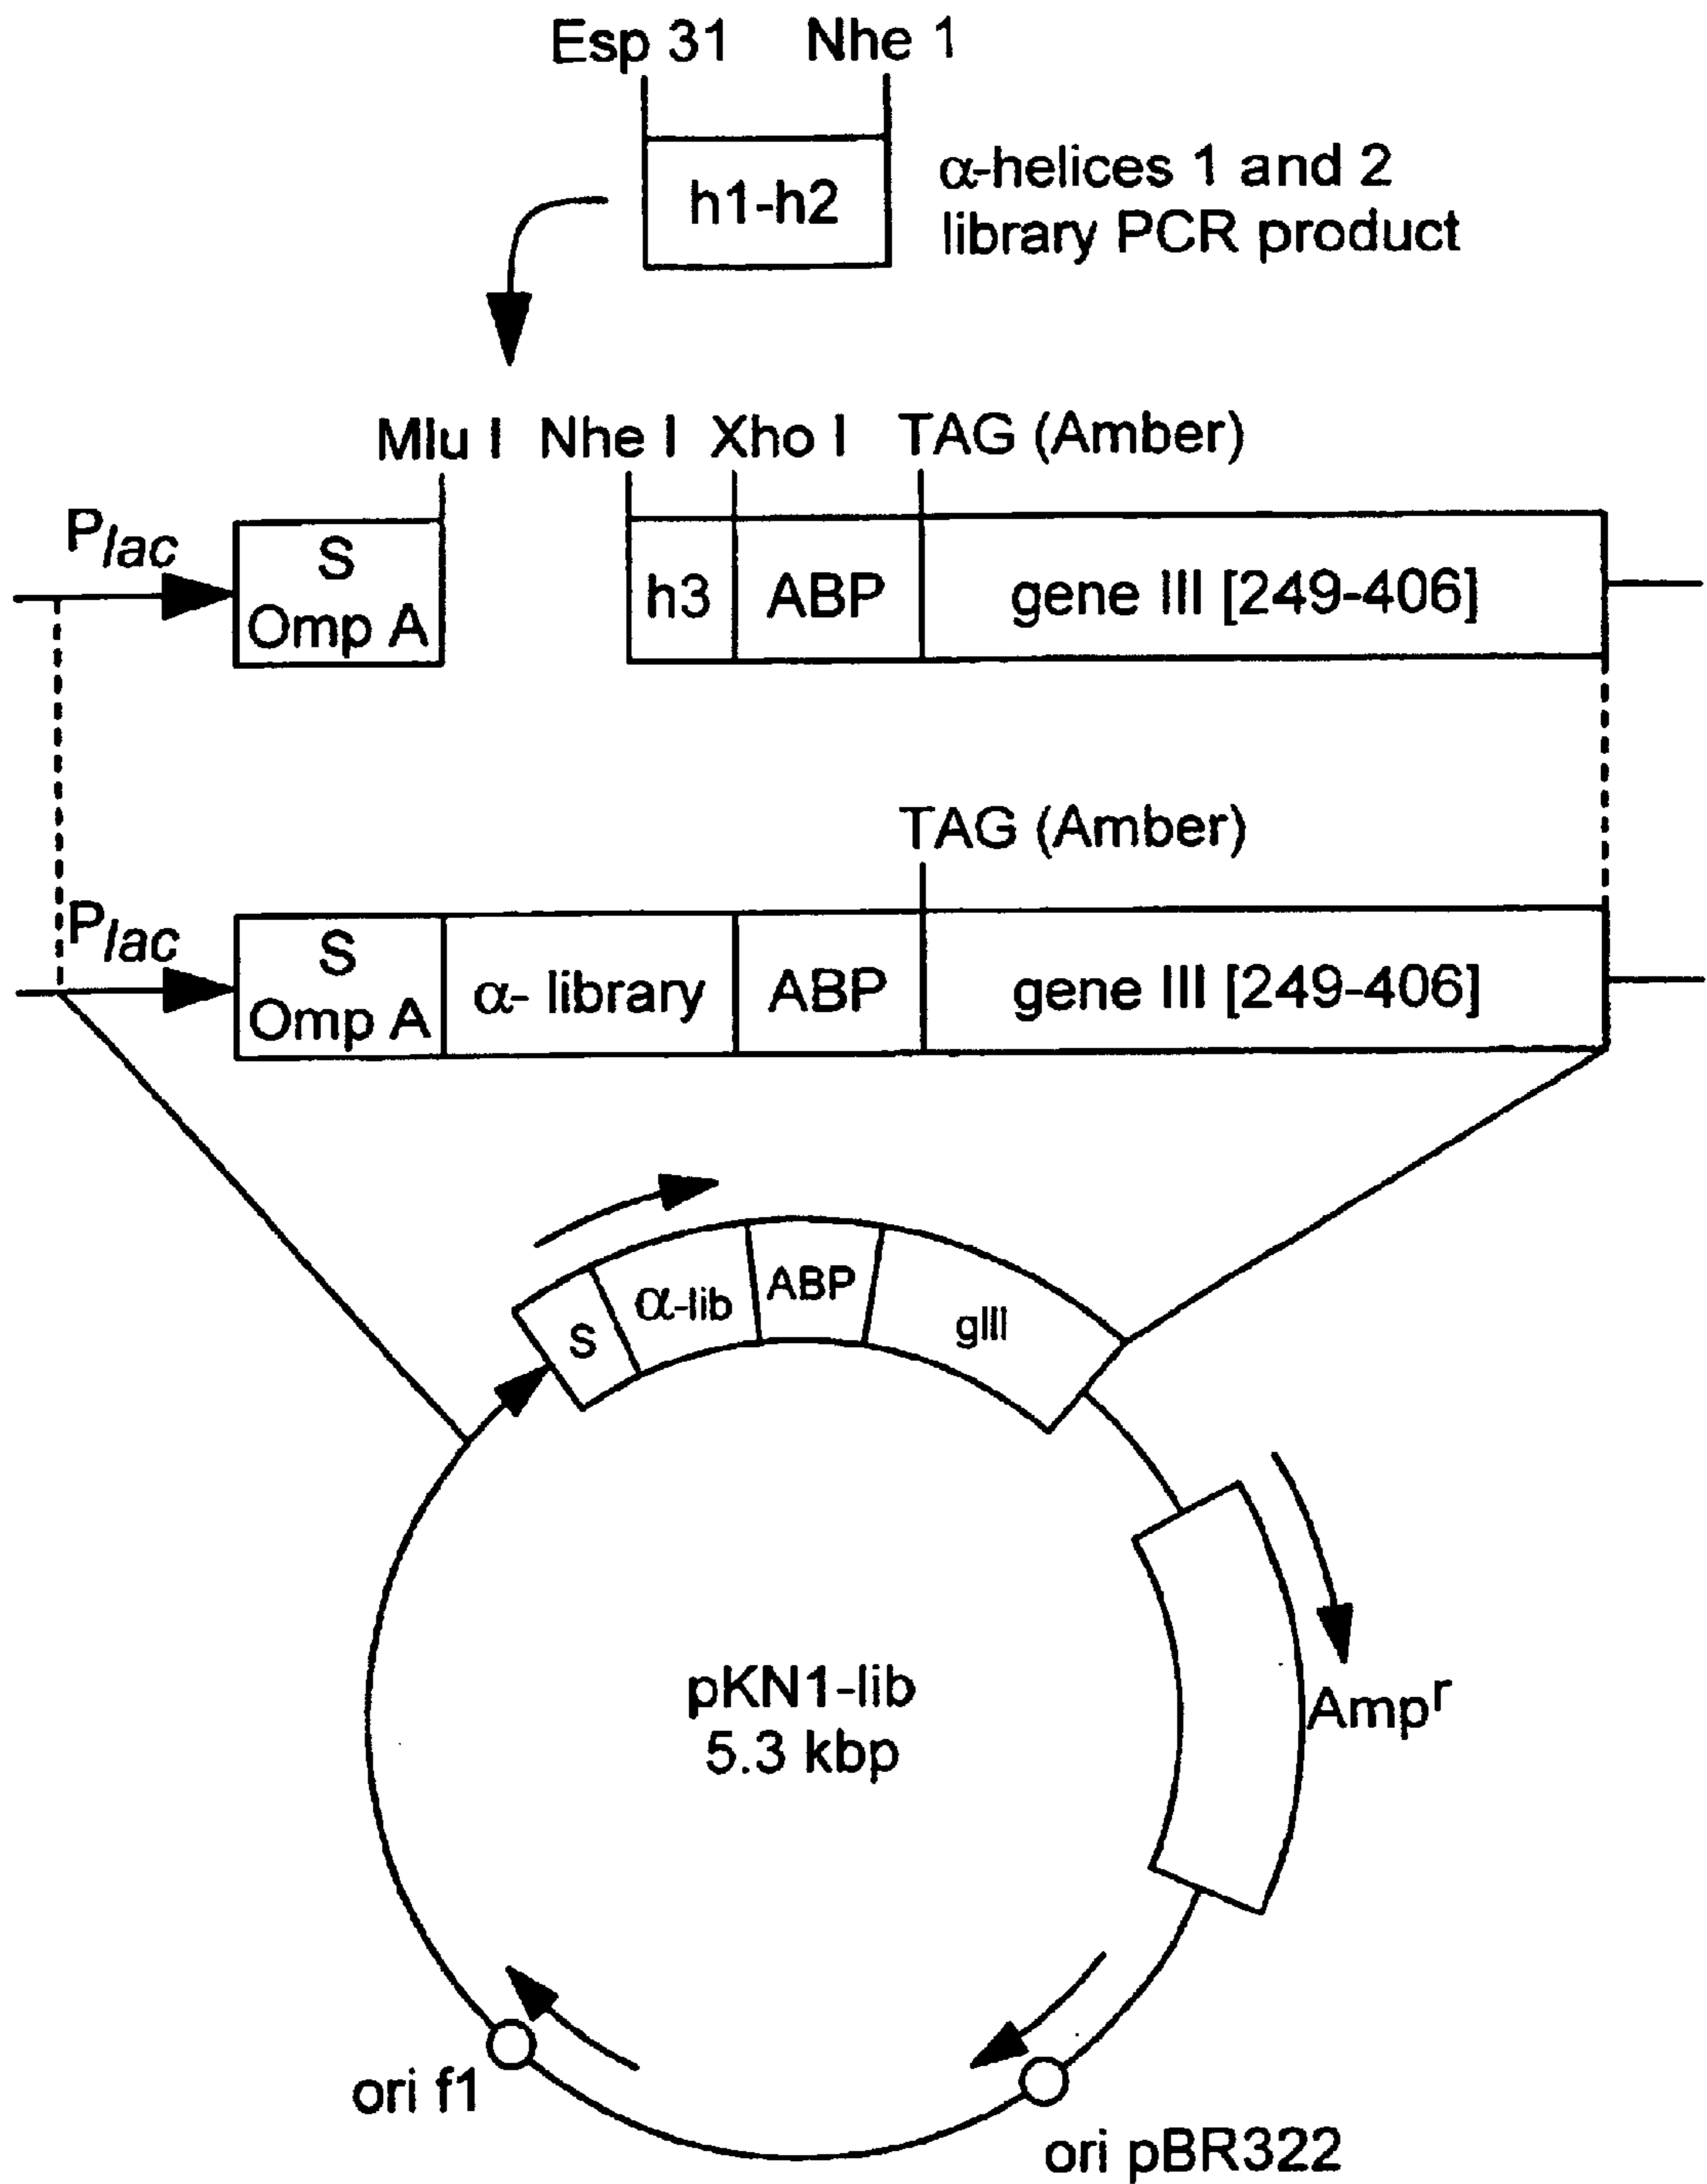 Esp 31 Nhe 1
h1-h2
α-helices 1 and 2
library PCR product
Mlu I Nhe I Xho I TAG (Amber)
Plac
S
Omp A
h3
ABP
gene III [249-406]
TAG (Amber)
Plac
S
Omp A
α- library
ABP
gene III [249-406]
S
α-lib
ABP
gIII
pKN1-lib
5.3 kbp
Ampr
ori f1
ori pBR322